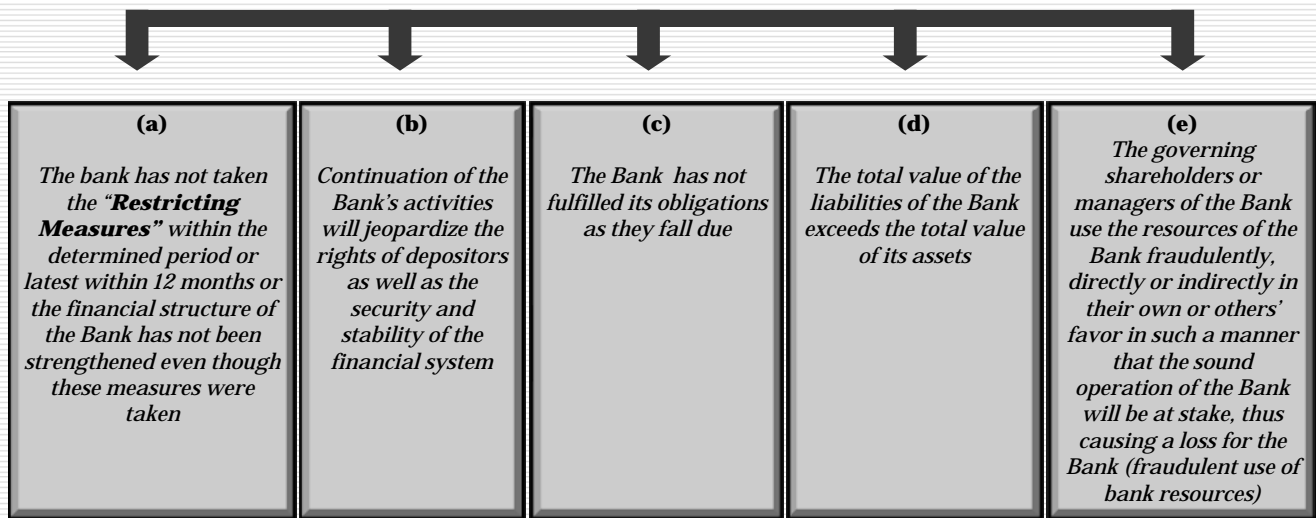 (a)
The bank has not taken
the “Restricting
Measures” within the
determined period or
latest within 12 months or
the financial structure of
the Bank has not been
strengthened even though
these measures were
taken
(b)
Continuation of the
Bank’s activities
will jeopardize the
rights of depositors
as well as the
security and
stability of the
financial system
(c)
The Bank has not
fulfilled its obligations
as they fall due
(d)
The total value of the
liabilities of the Bank
exceeds the total value
of its assets
(e)
The governing
shareholders or
managers of the Bank
use the resources of the
Bank fraudulently,
directly or indirectly in
their own or others’
favor in such a manner
that the sound
operation of the Bank
will be at stake, thus
causing a loss for the
Bank (fraudulent use of
bank resources)